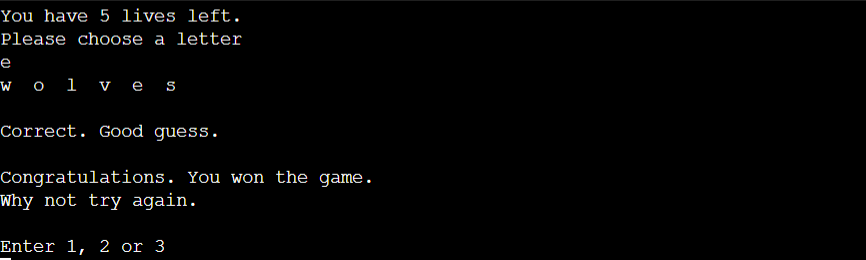 You have 5 lives left.
Please choose a letter
e
w o l v e s
Correct. Good guess.
Congratulations. You won the game.
Why not try again.
Enter 1, 2 or 3